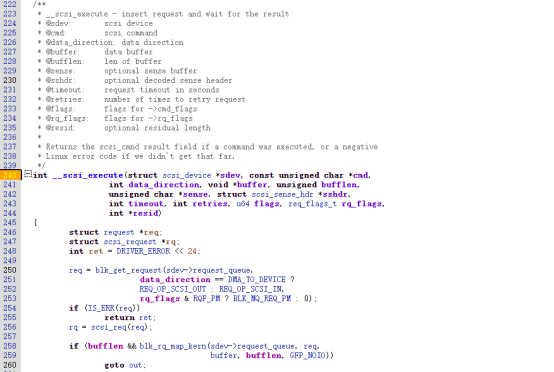 222 /**
223  * __scsi_execute - insert request and wait for the result
224  * @sdev: scsi device
225  * @cmd: scsi command
226  * @data_direction: data direction
227  * @buffer: data buffer
228  * @bufflen: len of buffer
229  * @sense: optional sense buffer
230  * @sshdr: optional decoded sense header
231  * @timeout: request timeout in seconds
232  * @retries: number of times to retry request
233  * @flags: flags for ->cmd_flags
234  * @rq_flags: flags for ->rq_flags
235  * @resid: optional residual length
236  *
237  * Returns the scsi_cmnd result field if a command was executed, or a negative
238  * Linux error code if we didn't get that far.
239  */
240 int __scsi_execute(struct scsi_device *sdev, const unsigned char *cmd,
241 int data_direction, void *buffer, unsigned bufflen,
242 unsigned char *sense, struct scsi_sense_hdr *sshdr,
243 int timeout, int retries, u64 flags, req_flags_t rq_flags,
244 int *resid)
245 {
246 struct request *req;
247 struct scsi_request *rq;
248 int ret = DRIVER_ERROR << 24;
249
250 req = blk_get_request(sdev->request_queue,
251 data_direction == DMA_TO_DEVICE ?
252 REQ_OP_SCSI_OUT : REQ_OP_SCSI_IN,
253 rq_flags & RQF_PM ? BLK_MQ_REQ_PM : 0);
254 if (IS_ERR(req))
255 return ret;
256 rq = scsi_req(req);
257
258 if (bufflen && blk_rq_map_kern(sdev->request_queue, req,
259 buffer, bufflen, GFP_NOIO))
260 goto out;